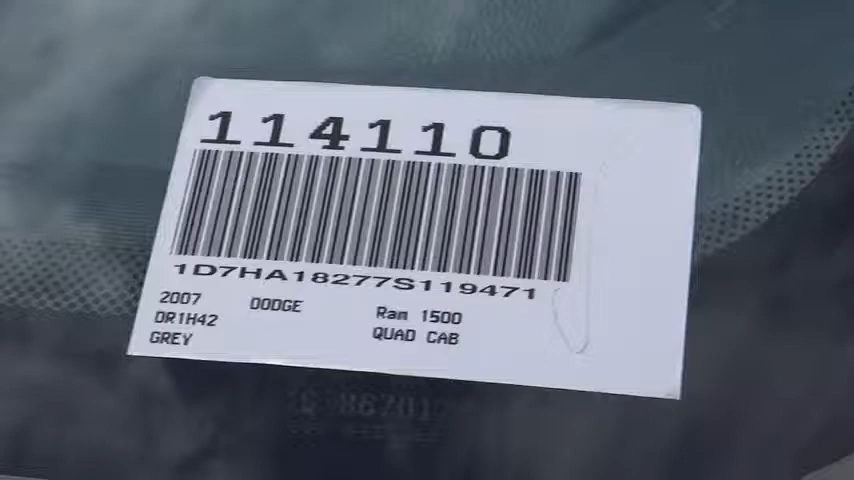 114110
1D7HA18277S119471
2007 DODGE Ram 1500
DR1H42 QUAD CAB
GREY